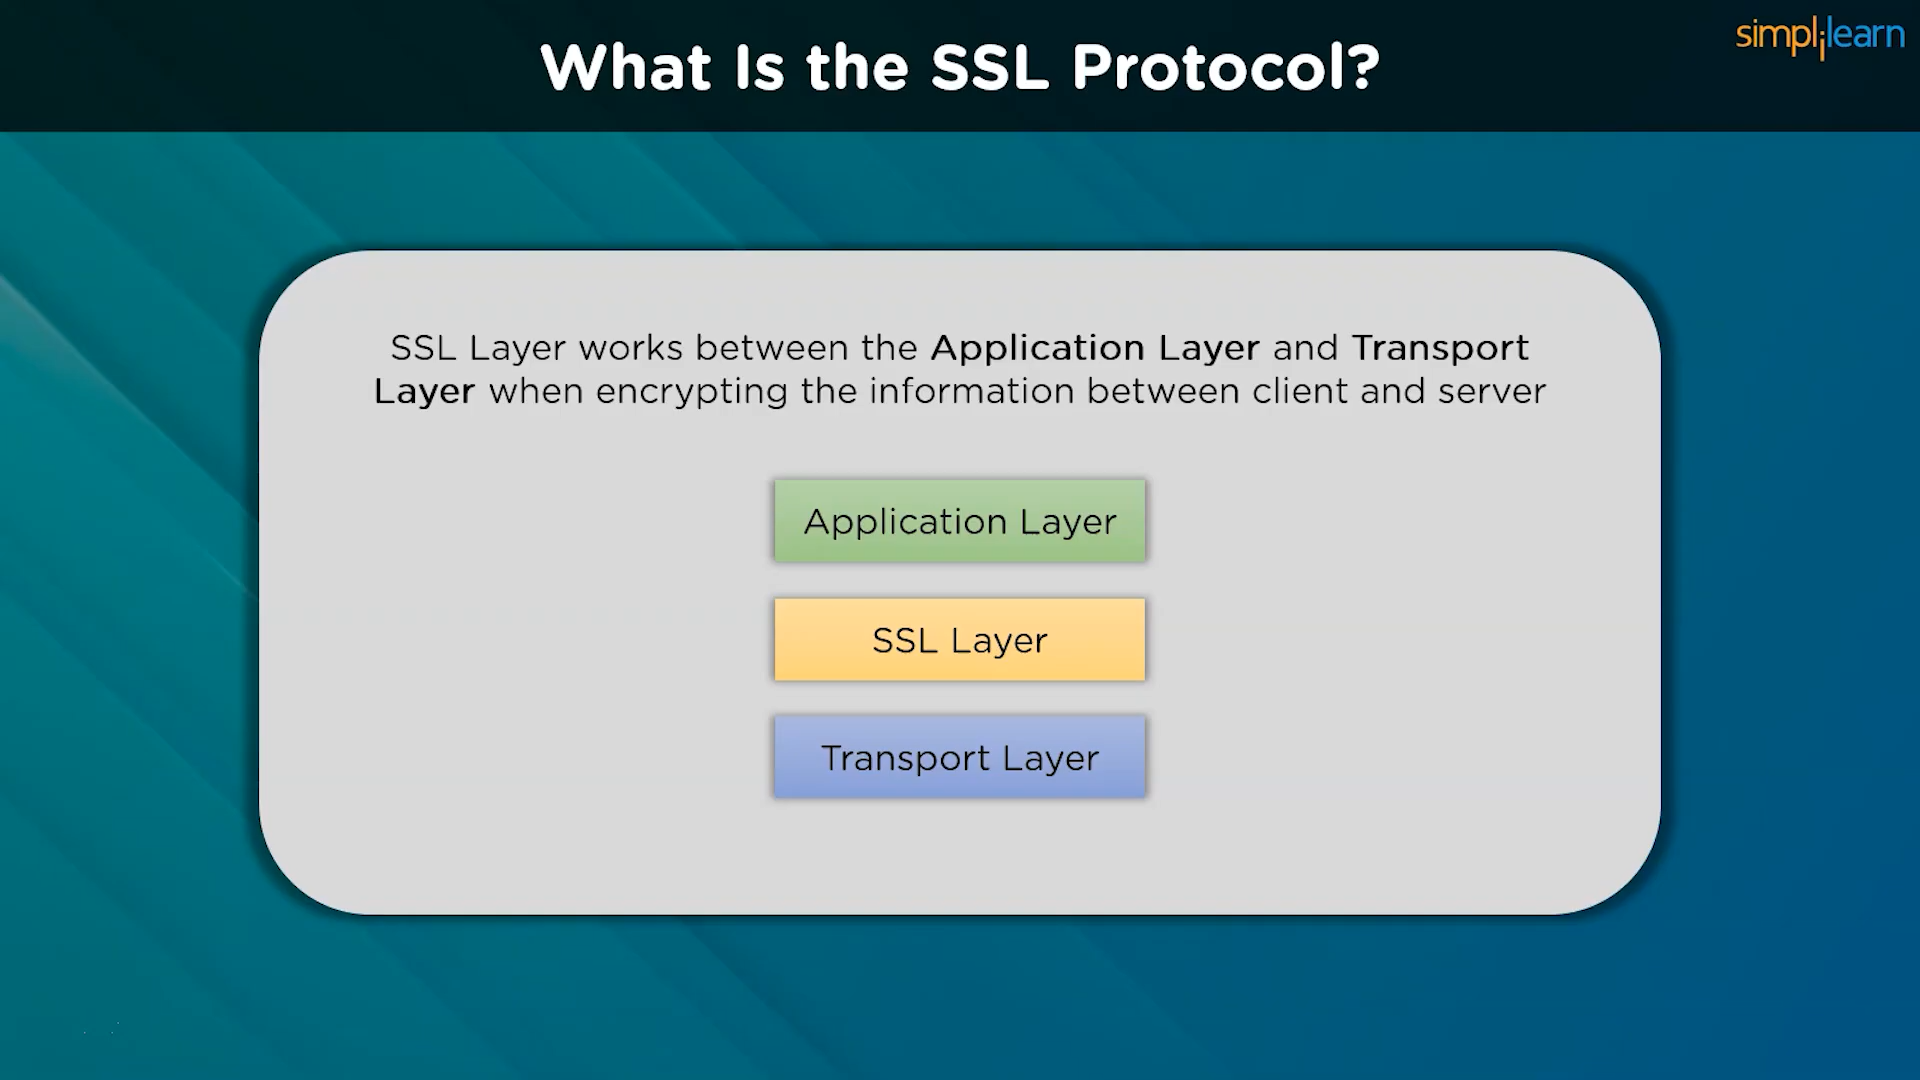 What Is the SSL Protocol?
simplilearn
SSL Layer works between the Application Layer and Transport
Layer when encrypting the information between client and server
Application Layer
SSL Layer
Transport Layer